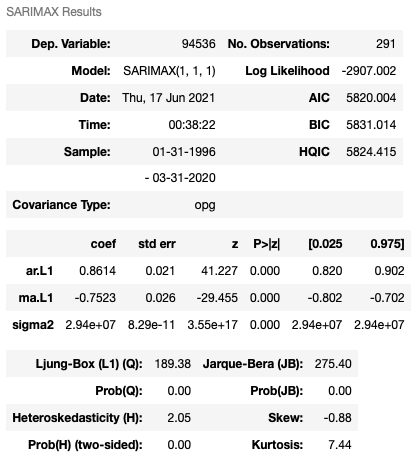 SARIMAX Results
Dep. Variable: 94536 No. Observations: 291
Model: SARIMAX(1, 1, 1) Log Likelihood -2907.002
Date: Thu, 17 Jun 2021 AIC 5820.004
Time: 00:38:22 BIC 5831.014
Sample: 01-31-1996 HQIC 5824.415
- 03-31-2020
Covariance Type: opg
coef std err z P>|z| [0.025 0.975]
ar.L1 0.8614 0.021 41.227 0.000 0.820 0.902
ma.L1 -0.7523 0.026 -29.455 0.000 -0.802 -0.702
sigma2 2.94e+07 8.29e-11 3.55e+17 0.000 2.94e+07 2.94e+07
Ljung-Box (L1) (Q): 189.38 Jarque-Bera (JB): 275.40
Prob(Q): 0.00 Prob(JB): 0.00
Heteroskedasticity (H): 2.05 Skew: -0.88
Prob(H) (two-sided): 0.00 Kurtosis: 7.44